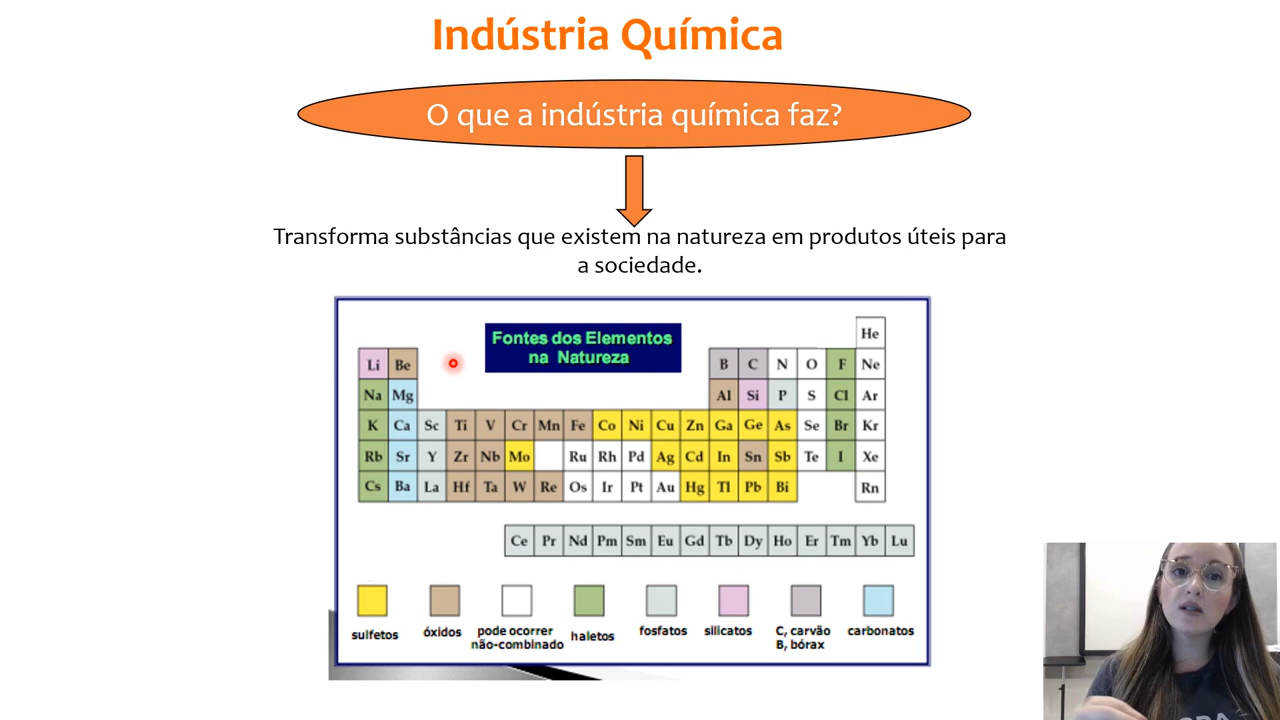 Indústria Química
O que a indústria química faz?
Transforma substâncias que existem na natureza em produtos úteis para
a sociedade.
Fontes dos Elementos
na Natureza
He
Li Be B C N O F Ne
Na Mg Al Si P S Cl Ar
K Ca Sc Ti V Cr Mn Fe Co Ni Cu Zn Ga Ge As Se Br Kr
Rb Sr Y Zr Nb Mo Ru Rh Pd Ag Cd In Sn Sb Te I Xe
Cs Ba La Hf Ta W Re Os Ir Pt Au Hg Tl Pb Bi Rn
Ce Pr Nd Pm Sm Eu Gd Tb Dy Ho Er Tm Yb Lu
sulfetos
óxidos
pode ocorrer
não-combinado
haletos
fosfatos
silicatos
C, carvão
B, bórax
carbonatos